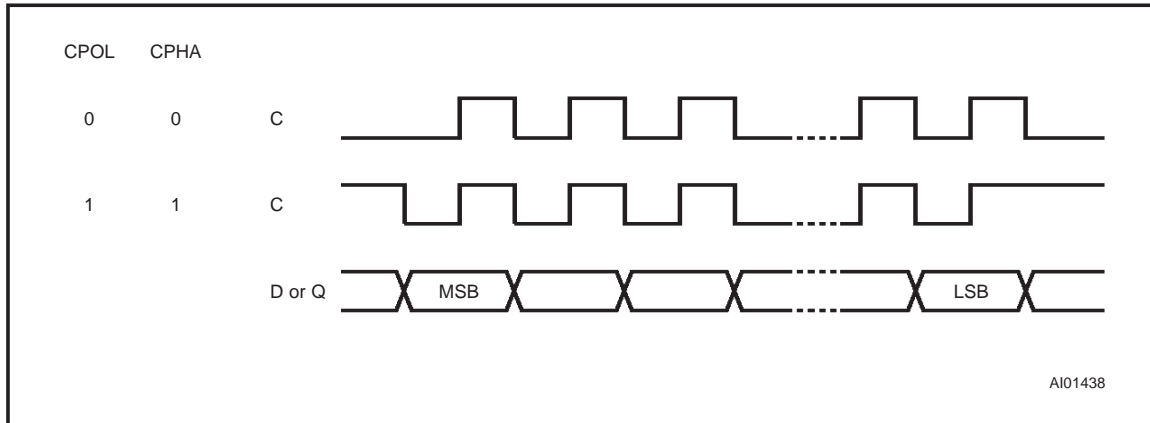 CPOL CPHA
0 0 C
1 1 C
D or Q MSB LSB
AI01438